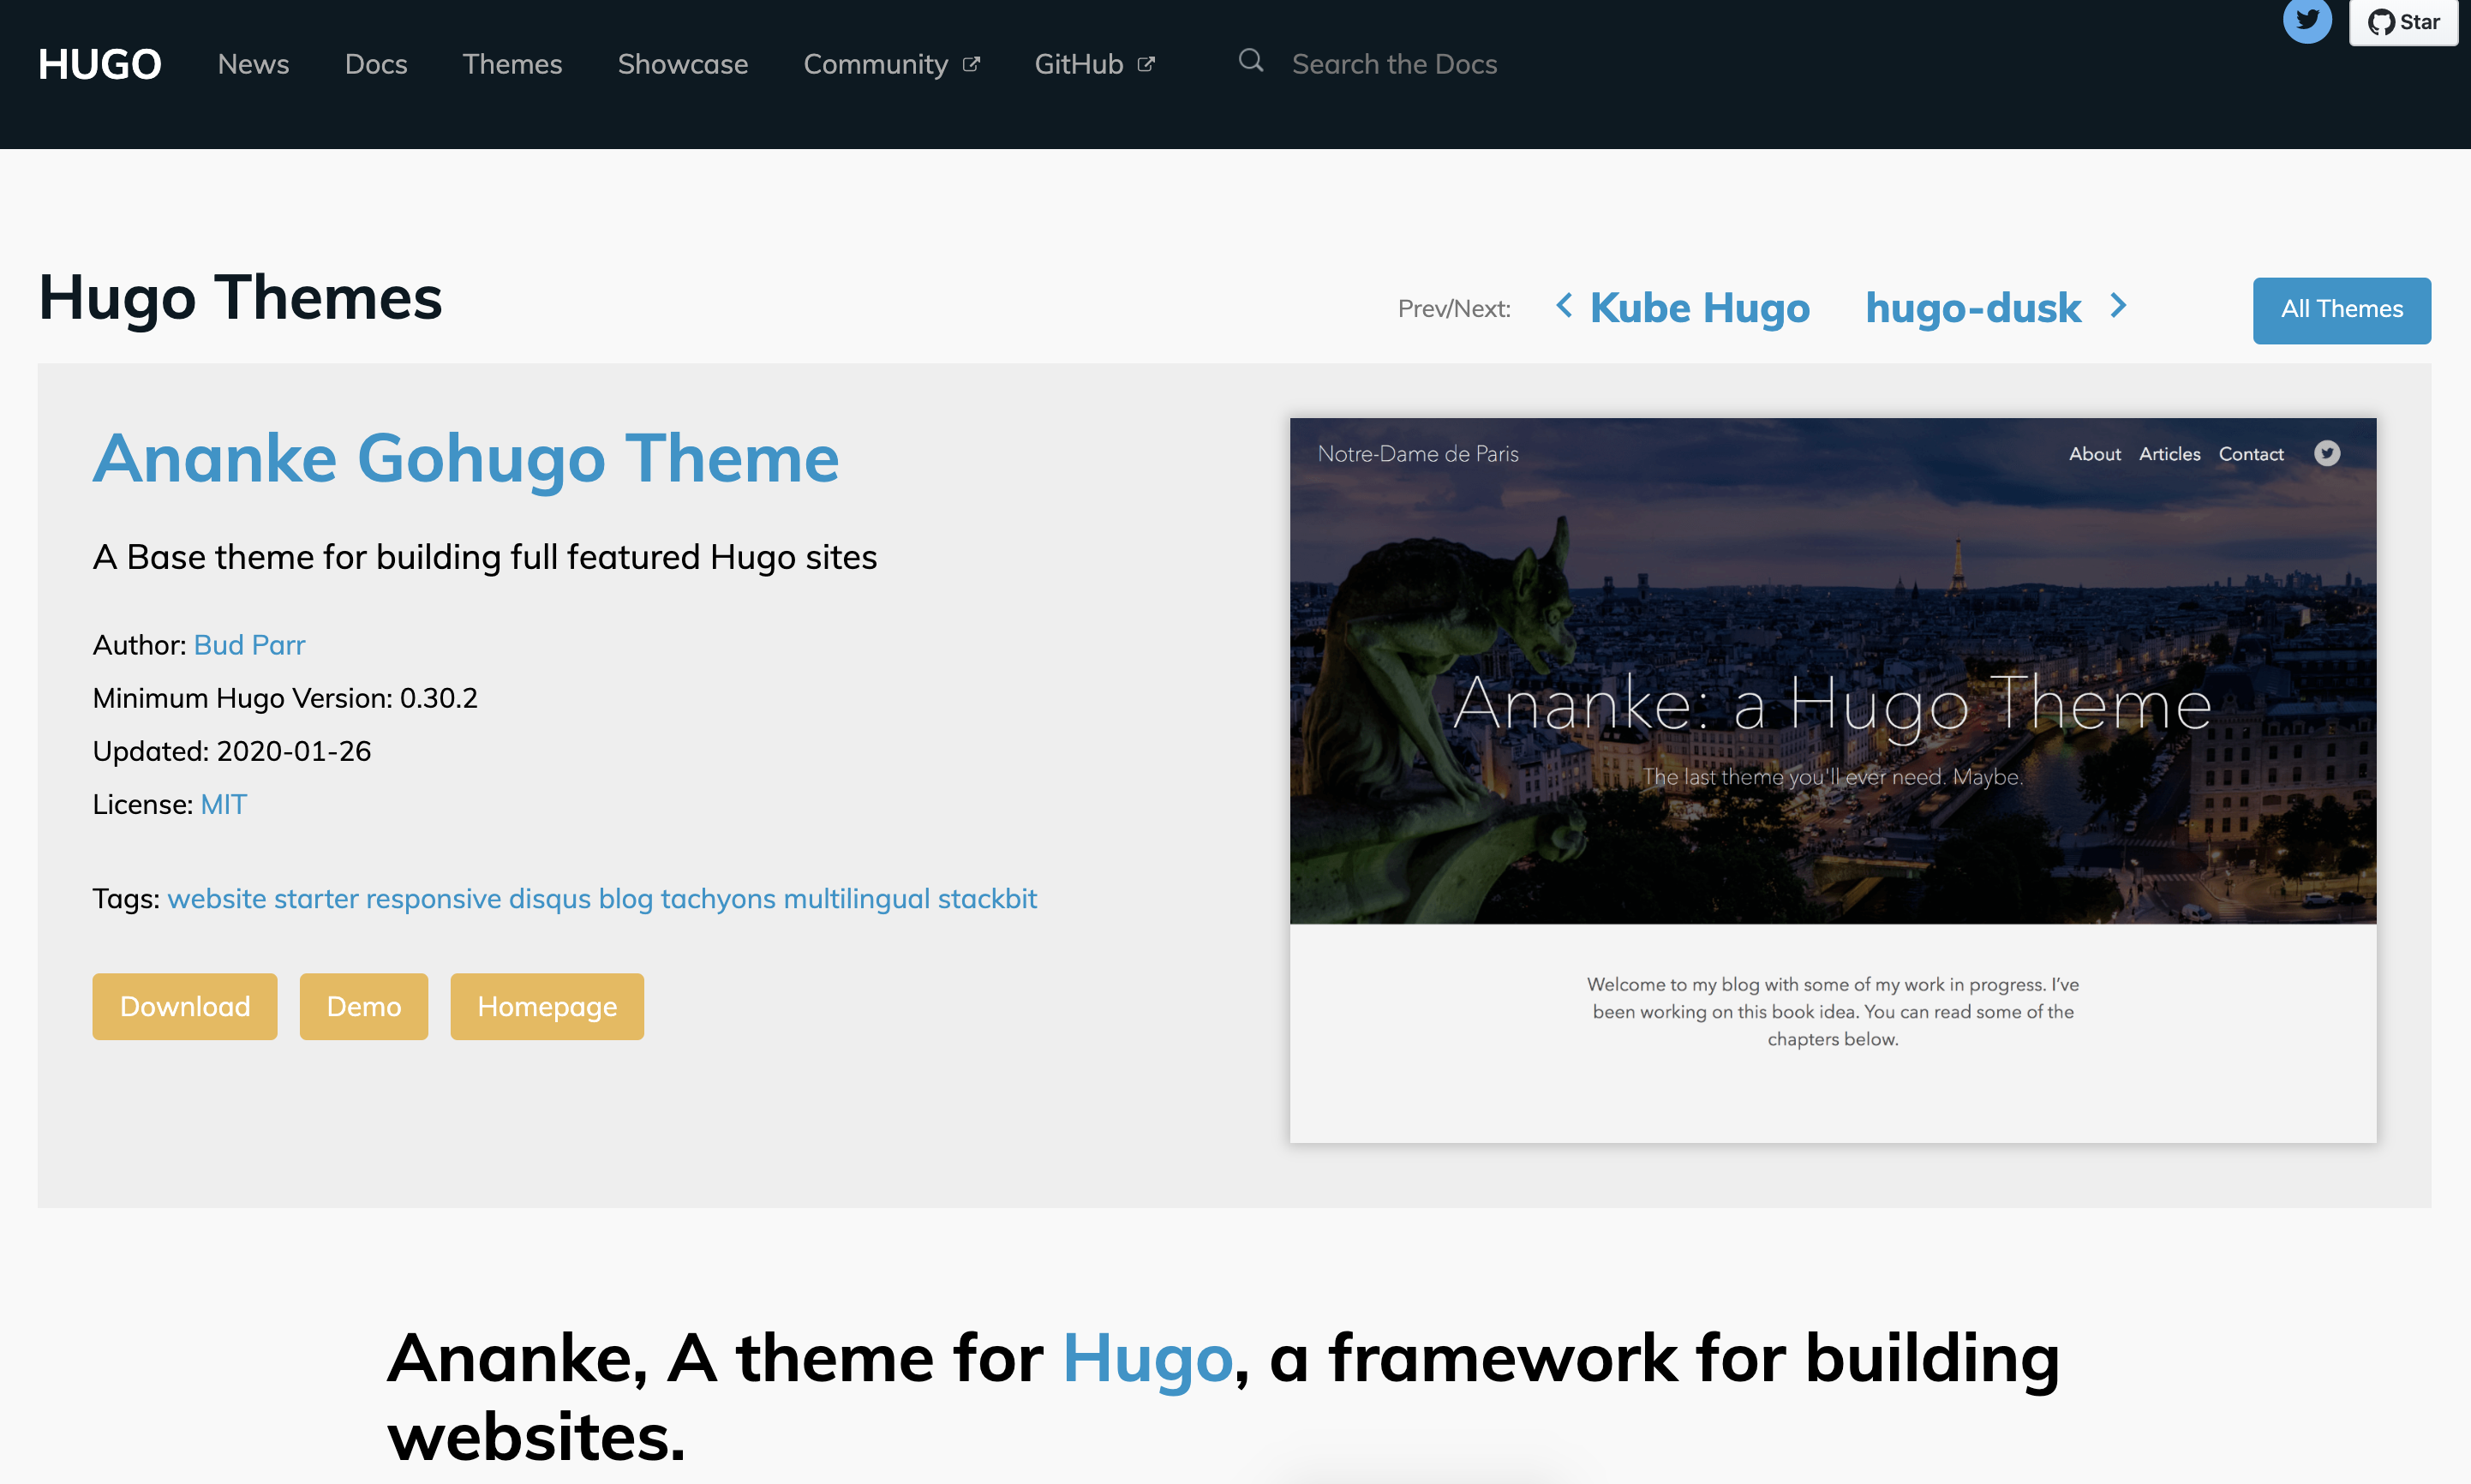 HUGO News Docs Themes Showcase Community GitHub Search the Docs Star
Hugo Themes
Prev/Next: Kube Hugo hugo-dusk All Themes
Ananke Gohugo Theme
A Base theme for building full featured Hugo sites
Author: Bud Parr
Minimum Hugo Version: 0.30.2
Updated: 2020-01-26
License: MIT
Tags: website starter responsive disqus blog tachyons multilingual stackbit
Download Demo Homepage
Notre-Dame de Paris About Articles Contact
Ananke: a Hugo Theme
The last theme you'll ever need. Maybe.
Welcome to my blog with some of my work in progress. I've
been working on this book idea. You can read some of the
chapters below.
Ananke, A theme for Hugo, a framework for building
websites.